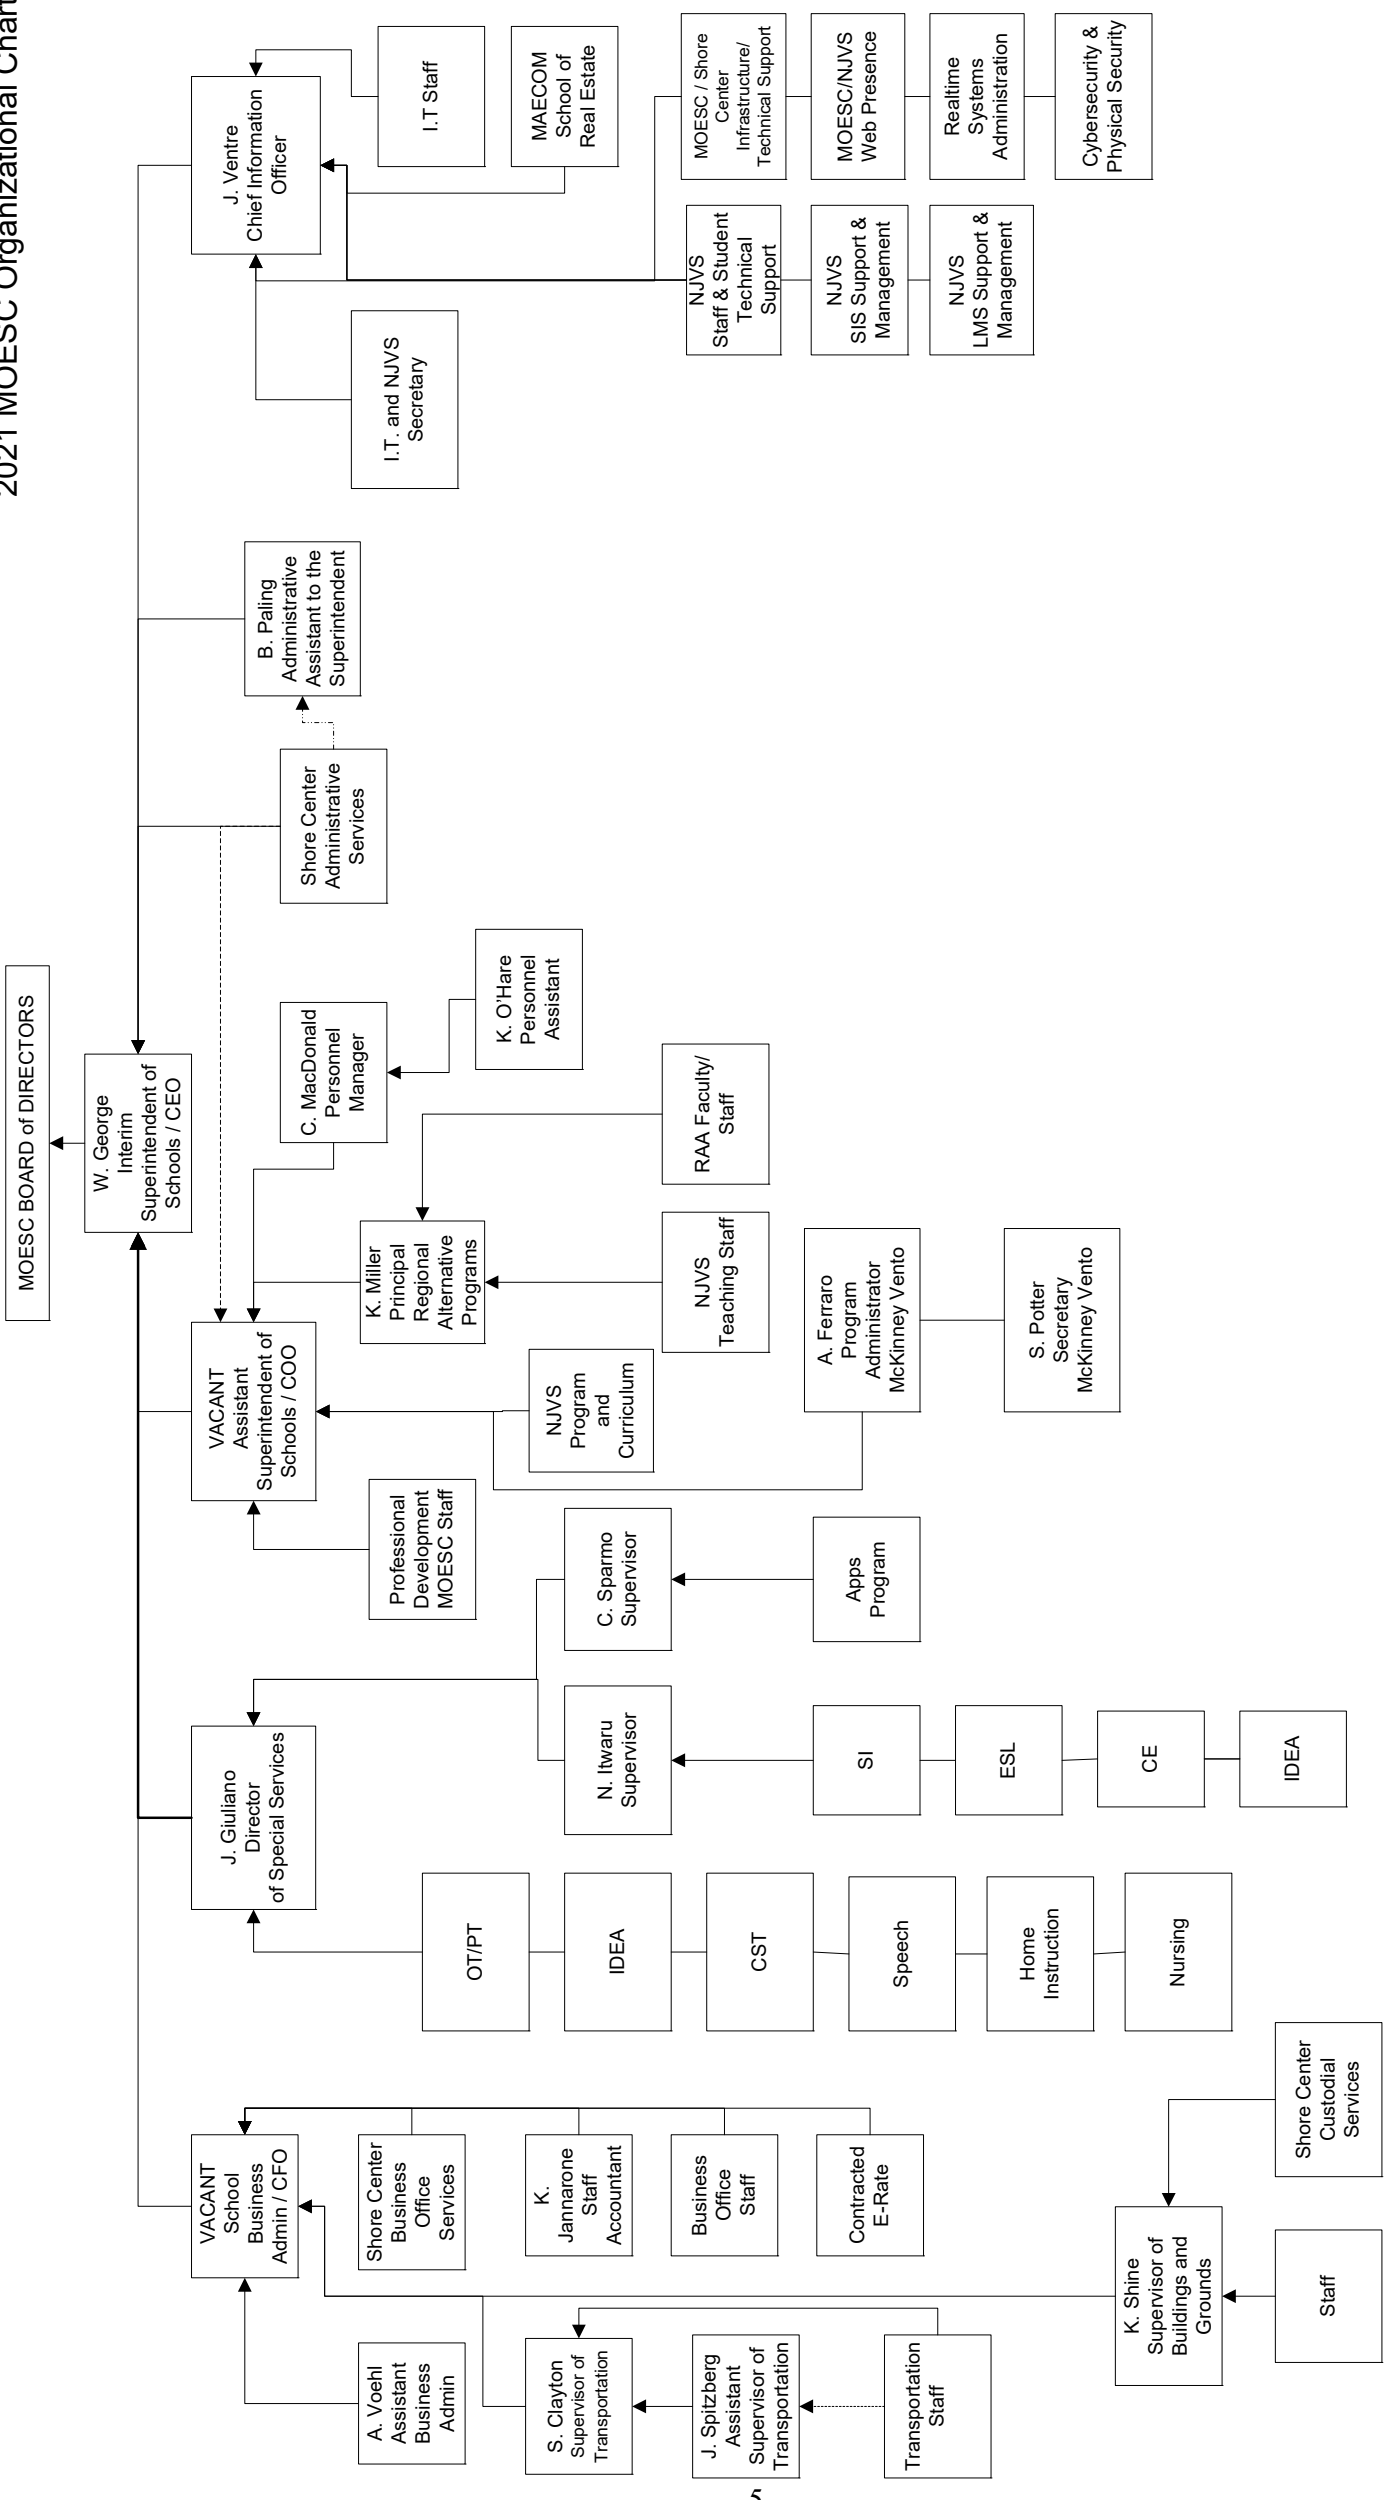 2021 MOESC Organizational Chart
MOESC BOARD of DIRECTORS
W. George
Interim
Superintendent of
Schools / CEO
VACANT
School
Business
Admin / CFO
J. Giuliano
Director
of Special Services
VACANT
Assistant
Superintendent of
Schools / COO
J. Ventre
Chief Information
Officer
B. Paling
Administrative
Assistant to the
Superintendent
Shore Center
Administrative
Services
A. Voehl
Assistant
Business
Admin
Shore Center
Business
Office
Services
K.
Jannarone
Staff
Accountant
Business
Office
Staff
Contracted
E-Rate
S. Clayton
Supervisor of
Transportation
J. Spitzberg
Assistant
Supervisor of
Transportation
Transportation
Staff
K. Shine
Supervisor of
Buildings and
Grounds
Staff
Shore Center
Custodial
Services
OT/PT
IDEA
CST
Speech
Home
Instruction
Nursing
N. Itwaru
Supervisor
SI
ESL
CE
IDEA
C. Sparmo
Supervisor
Apps
Program
Professional
Development
MOESC Staff
NJVS
Program
and
Curriculum
K. Miller
Principal
Regional
Alternative
Programs
C. MacDonald
Personnel
Manager
K. O'Hare
Personnel
Assistant
NJVS
Teaching Staff
RAA Faculty/
Staff
A. Ferraro
Program
Administrator
McKinney Vento
S. Potter
Secretary
McKinney Vento
I.T. and NJVS
Secretary
I.T Staff
MAECOM
School of
Real Estate
NJVS
Staff & Student
Technical
Support
NJVS
SIS Support &
Management
NJVS
LMS Support &
Management
MOESC / Shore
Center
Infrastructure/
Technical Support
MOESC/NJVS
Web Presence
Realtime
Systems
Administration
Cybersecurity &
Physical Security